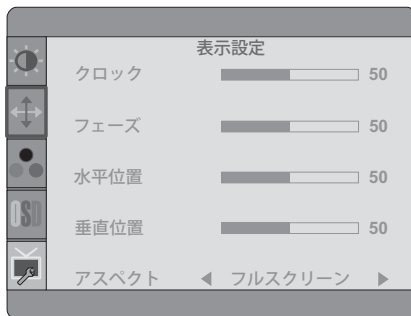 表示設定
クロック 50
フェーズ 50
水平位置 50
垂直位置 50
OSD
アスペクト フルスクリーン